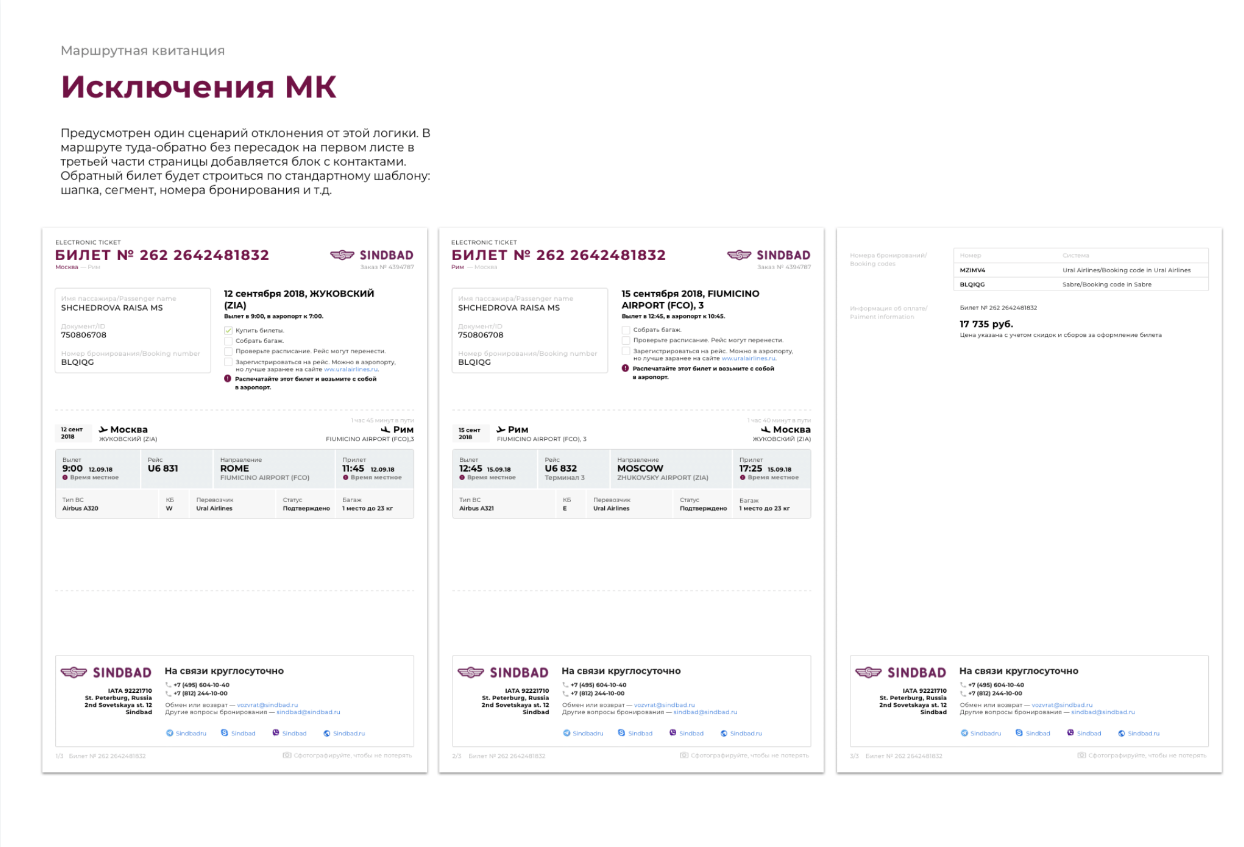 Маршрутная квитанция
Исключения МК
Предусмотрен один сценарий отклонения от этой логики. В
маршруте туда-обратно без пересадок на первом листе в
третьей части страницы добавляется блок с контактами.
Обратный билет будет строиться по стандартному шаблону:
шапка, сегмент, номера бронирования и т.д.
ELECTRONIC TICKET
БИЛЕТ № 262 2642481832
SINDBAD
Москва — Рим
Заказ № 4394787
Имя пассажира/Passenger name
SHCHEDROVA RAISA MS
Документ/ID
750806708
Номер бронирования/Booking number
BLQIQG
12 сентября 2018, ЖУКОВСКИЙ
(ZIA)
Вылет в 9:00, в аэропорт к 7:00.
Купить билеты.
Собрать багаж.
Проверьте расписание. Рейс могут перенести.
Зарегистрироваться на рейс. Можно в аэропорту,
но лучше заранее на сайте ww.uralairlines.ru.
Распечатайте этот билет и возьмите с собой
в аэропорт.
1 час 45 минут в пути
12 сент
2018
Москва
ЖУКОВСКИЙ (ZIA)
Рим
FIUMICINO AIRPORT (FCO),3
Вылет
9:00 12.09.18
Время местное
Рейс
U6 831
Направление
ROME
FIUMICINO AIRPORT (FCO)
Прилет
11:45 12.09.18
Время местное
Тип ВС
Airbus A320
КБ
W
Перевозчик
Ural Airlines
Статус
Подтверждено
Багаж
1 место до 23 кг
SINDBAD
IATA 92221710
St. Peterburg, Russia
2nd Sovetskaya st. 12
Sindbad
На связи круглосуточно
+7 (495) 604-10-40
+7 (812) 244-10-00
Обмен или возврат — vozvrat@sindbad.ru
Другие вопросы бронирования — sindbad@sindbad.ru
Sindbadru Sindbad Sindbad Sindbad.ru
1/3 Билет № 262 2642481832
Сфотографируйте, чтобы не потерять.
ELECTRONIC TICKET
БИЛЕТ № 262 2642481832
SINDBAD
Рим — Москва
Заказ № 4394787
Имя пассажира/Passenger name
SHCHEDROVA RAISA MS
Документ/ID
750806708
Номер бронирования/Booking number
BLQIQG
15 сентября 2018, FIUMICINO
AIRPORT (FCO), 3
Вылет в 12:45, в аэропорт к 10:45.
Собрать багаж.
Проверьте расписание. Рейс могут перенести.
Зарегистрироваться на рейс. Можно в аэропорту,
но лучше заранее на сайте ww.uralairlines.ru.
Распечатайте этот билет и возьмите с собой
в аэропорт.
1 час 40 минут в пути
15 сент
2018
Рим
FIUMICINO AIRPORT (FCO), 3
Москва
ЖУКОВСКИЙ (ZIA)
Вылет
12:45 15.09.18
Время местное
Рейс
U6 832
Терминал 3
Направление
MOSCOW
ZHUKOVSKY AIRPORT (ZIA)
Прилет
17:25 15.09.18
Время местное
Тип ВС
Airbus A321
КБ
E
Перевозчик
Ural Airlines
Статус
Подтверждено
Багаж
1 место до 23 кг
SINDBAD
IATA 92221710
St. Peterburg, Russia
2nd Sovetskaya st. 12
Sindbad
На связи круглосуточно
+7 (495) 604-10-40
+7 (812) 244-10-00
Обмен или возврат — vozvrat@sindbad.ru
Другие вопросы бронирования — sindbad@sindbad.ru
Sindbadru Sindbad Sindbad Sindbad.ru
2/3 Билет № 262 2642481832
Сфотографируйте, чтобы не потерять.
Номера бронирований/
Booking codes
Номер
Система
MZIMV4
Ural Airlines/Booking code in Ural Airlines
BLQIQG
Sabre/Booking code in Sabre
Информация об оплате/
Paiment information
Билет № 262 2642481832
17 735 руб.
Цена указана с учетом скидок и сборов за оформление билета
SINDBAD
IATA 92221710
St. Peterburg, Russia
2nd Sovetskaya st. 12
Sindbad
На связи круглосуточно
+7 (495) 604-10-40
+7 (812) 244-10-00
Обмен или возврат — vozvrat@sindbad.ru
Другие вопросы бронирования — sindbad@sindbad.ru
Sindbadru Sindbad Sindbad Sindbad.ru
3/3 Билет № 262 2642481832
Сфотографируйте, чтобы не потерять.